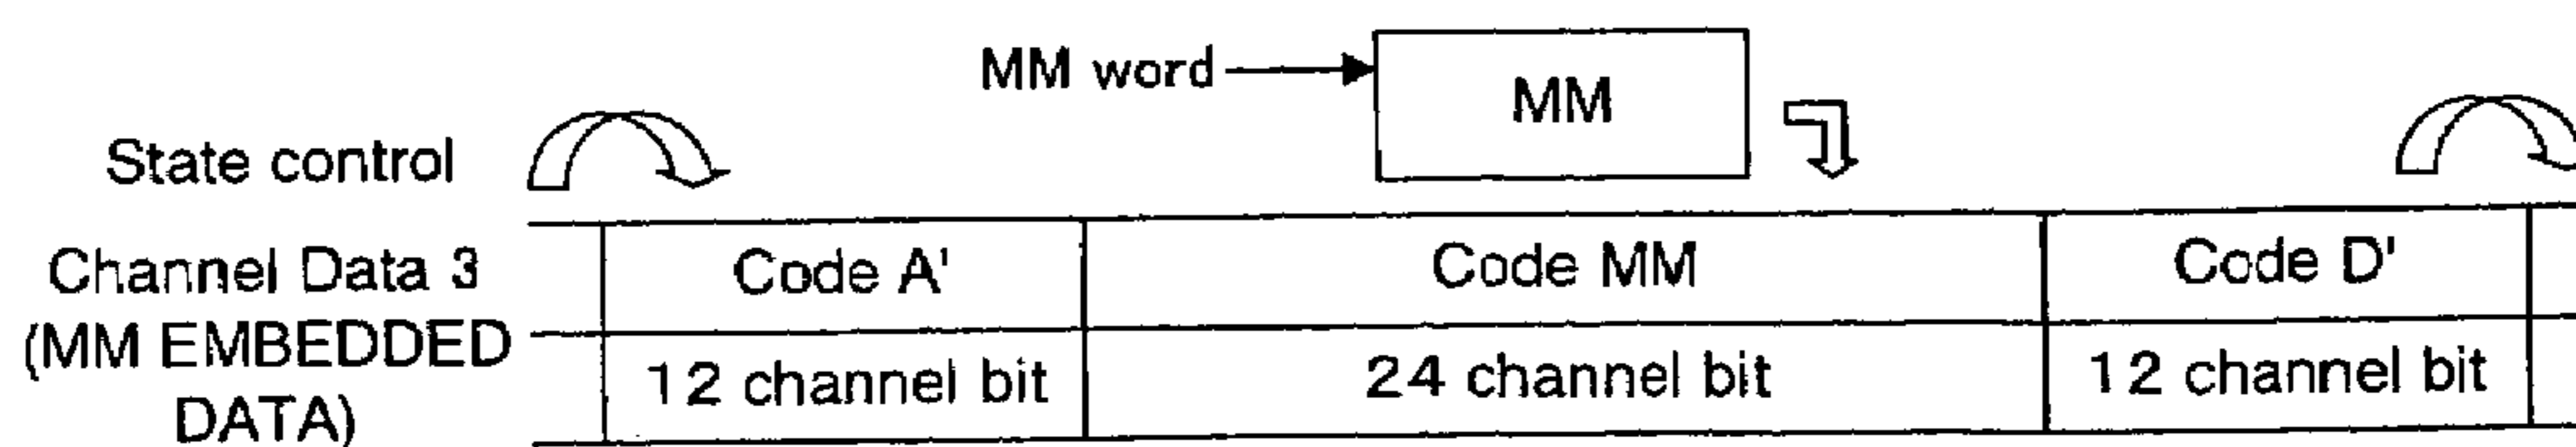 MM word
MM
State control
Channel Data 3
(MM EMBEDDED
DATA)
Code A'
Code MM
Code D'
12 channel bit
24 channel bit
12 channel bit